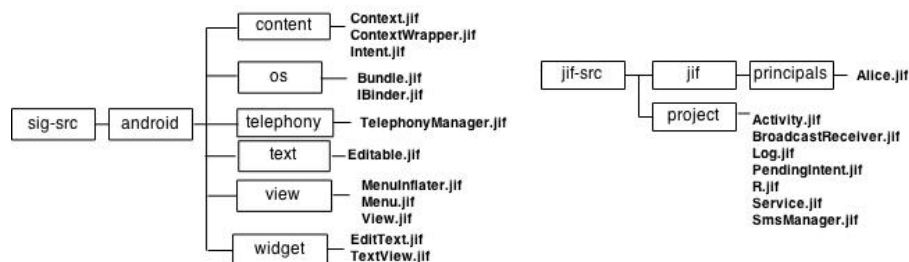 content
Context.jif
ContextWrapper.jif
Intent.jif
os
Bundle.jif
IBinder.jif
sig-src
android
telephony
TelephonyManager.jif
text
Editable.jif
view
MenuInflater.jif
Menu.jif
View.jif
widget
EditText.jif
TextView.jif
jif-src
jif
principals
Alice.jif
project
Activity.jif
BroadcastReceiver.jif
Log.jif
PendingIntent.jif
R.jif
Service.jif
SmsManager.jif